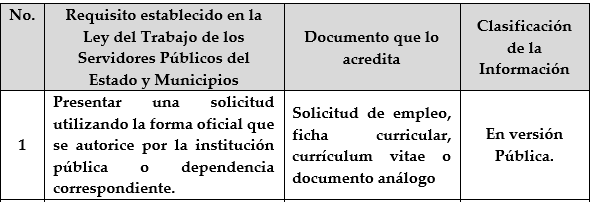 No.
Requisito establecido en la
Ley del Trabajo de los
Servidores Públicos del
Estado y Municipios
Documento que lo
acredita
Clasificación
de la
Información
1
Presentar una solicitud
utilizando la forma oficial que
se autorice por la institución
pública o dependencia
correspondiente.
Solicitud de empleo,
ficha curricular,
currículum vitae o
documento análogo
En versión
Pública.